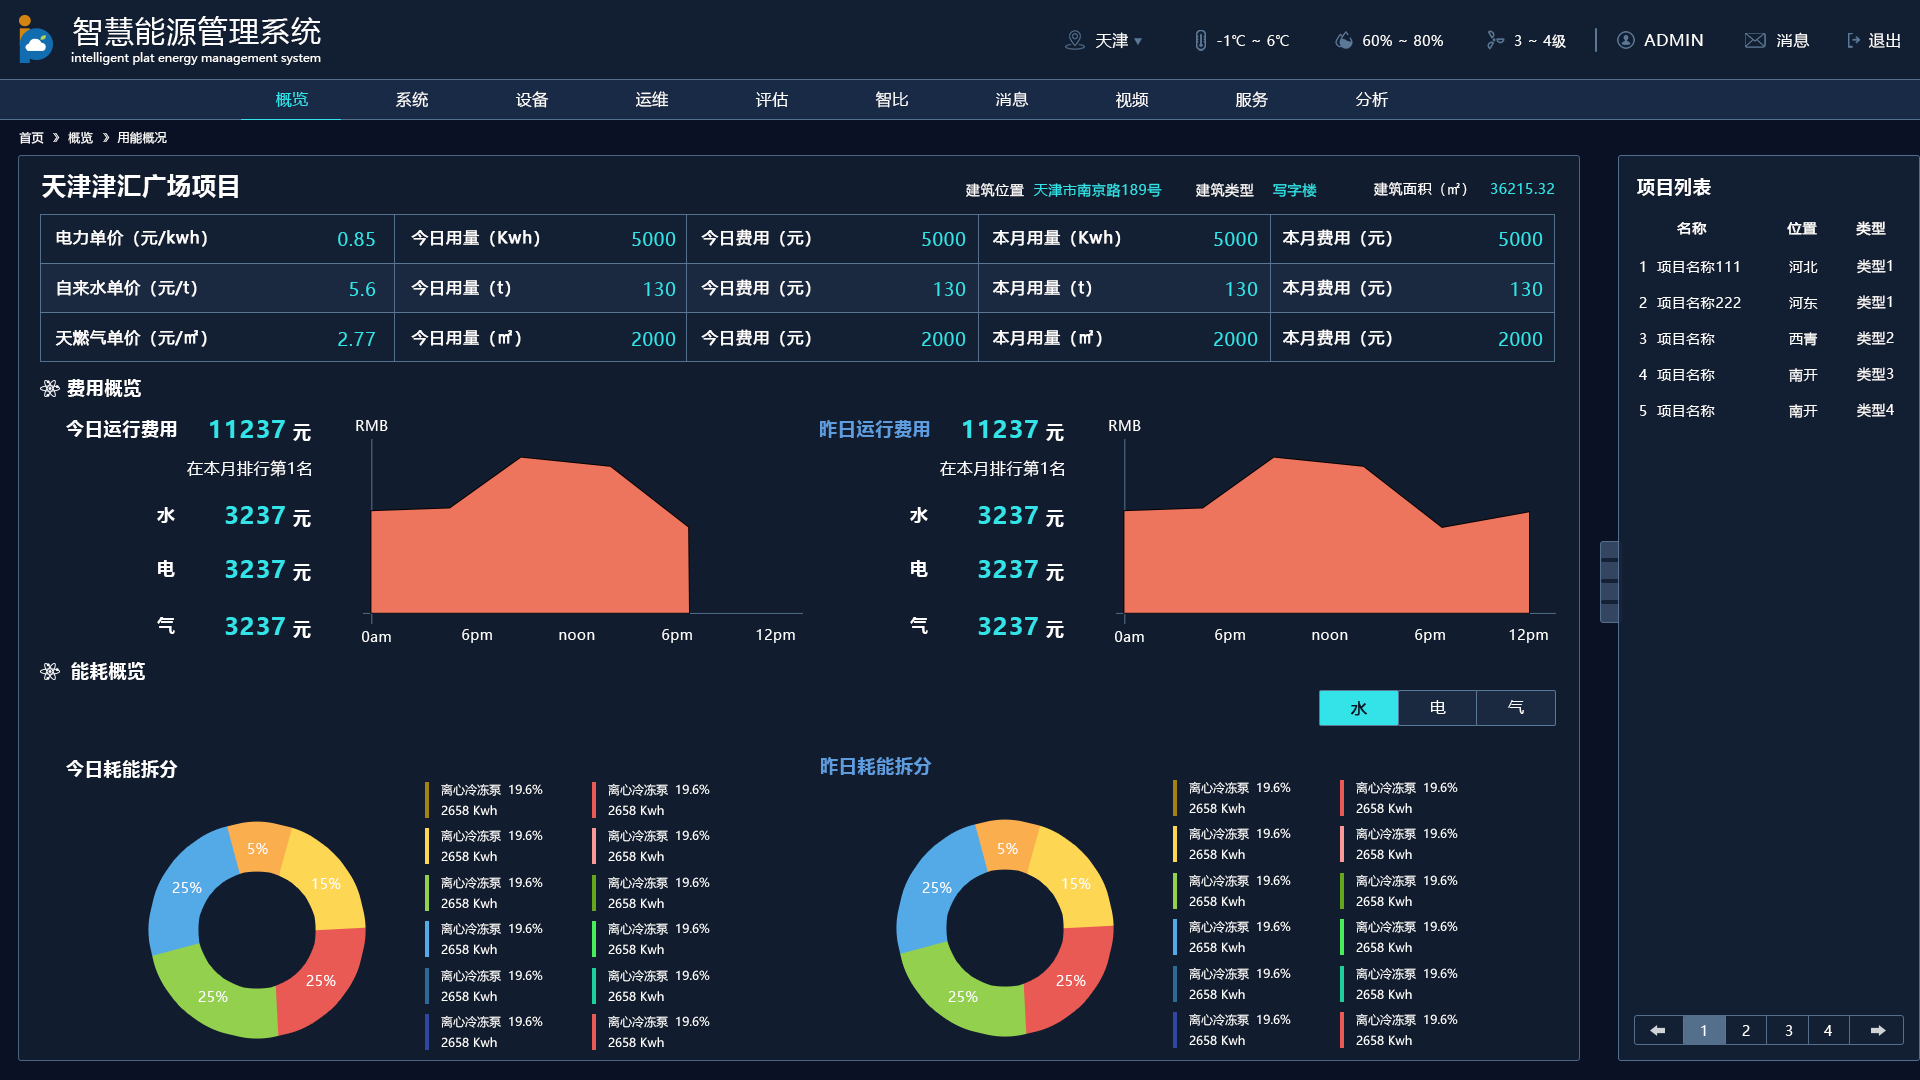 智慧能源管理系统
intelligent plat energy management system
天津 -1℃ ~ 6℃ 60% ~ 80% 3 ~ 4级 ADMIN 消息 退出
概览 系统 设备 运维 评估 智比 消息 视频 服务 分析
首页 》 概览 》 用能概况
天津津汇广场项目
建筑位置 天津市南京路189号 建筑类型 写字楼 建筑面积（㎡） 36215.32
电力单价（元/kwh） 0.85 今日用量（Kwh） 5000 今日费用（元） 5000 本月用量（Kwh） 5000 本月费用（元） 5000
自来水单价（元/t） 5.6 今日用量（t） 130 今日费用（元） 130 本月用量（t） 130 本月费用（元） 130
天燃气单价（元/㎡） 2.77 今日用量（㎡） 2000 今日费用（元） 2000 本月用量（㎡） 2000 本月费用（元） 2000
费用概览
今日运行费用 11237 元
在本月排行第1名
水 3237 元
电 3237 元
气 3237 元
RMB
0am 6pm noon 6pm 12pm
昨日运行费用 11237 元
在本月排行第1名
水 3237 元
电 3237 元
气 3237 元
RMB
0am 6pm noon 6pm 12pm
能耗概览
水 电 气
今日耗能拆分
5%
15%
25%
25%
25%
离心冷冻泵 19.6% 离心冷冻泵 19.6%
2658 Kwh 2658 Kwh
离心冷冻泵 19.6% 离心冷冻泵 19.6%
2658 Kwh 2658 Kwh
离心冷冻泵 19.6% 离心冷冻泵 19.6%
2658 Kwh 2658 Kwh
离心冷冻泵 19.6% 离心冷冻泵 19.6%
2658 Kwh 2658 Kwh
离心冷冻泵 19.6% 离心冷冻泵 19.6%
2658 Kwh 2658 Kwh
离心冷冻泵 19.6% 离心冷冻泵 19.6%
2658 Kwh 2658 Kwh
昨日耗能拆分
5%
15%
25%
25%
25%
离心冷冻泵 19.6% 离心冷冻泵 19.6%
2658 Kwh 2658 Kwh
离心冷冻泵 19.6% 离心冷冻泵 19.6%
2658 Kwh 2658 Kwh
离心冷冻泵 19.6% 离心冷冻泵 19.6%
2658 Kwh 2658 Kwh
离心冷冻泵 19.6% 离心冷冻泵 19.6%
2658 Kwh 2658 Kwh
离心冷冻泵 19.6% 离心冷冻泵 19.6%
2658 Kwh 2658 Kwh
离心冷冻泵 19.6% 离心冷冻泵 19.6%
2658 Kwh 2658 Kwh
项目列表
名称 位置 类型
1 项目名称111 河北 类型1
2 项目名称222 河东 类型1
3 项目名称 西青 类型2
4 项目名称 南开 类型3
5 项目名称 南开 类型4
1 2 3 4